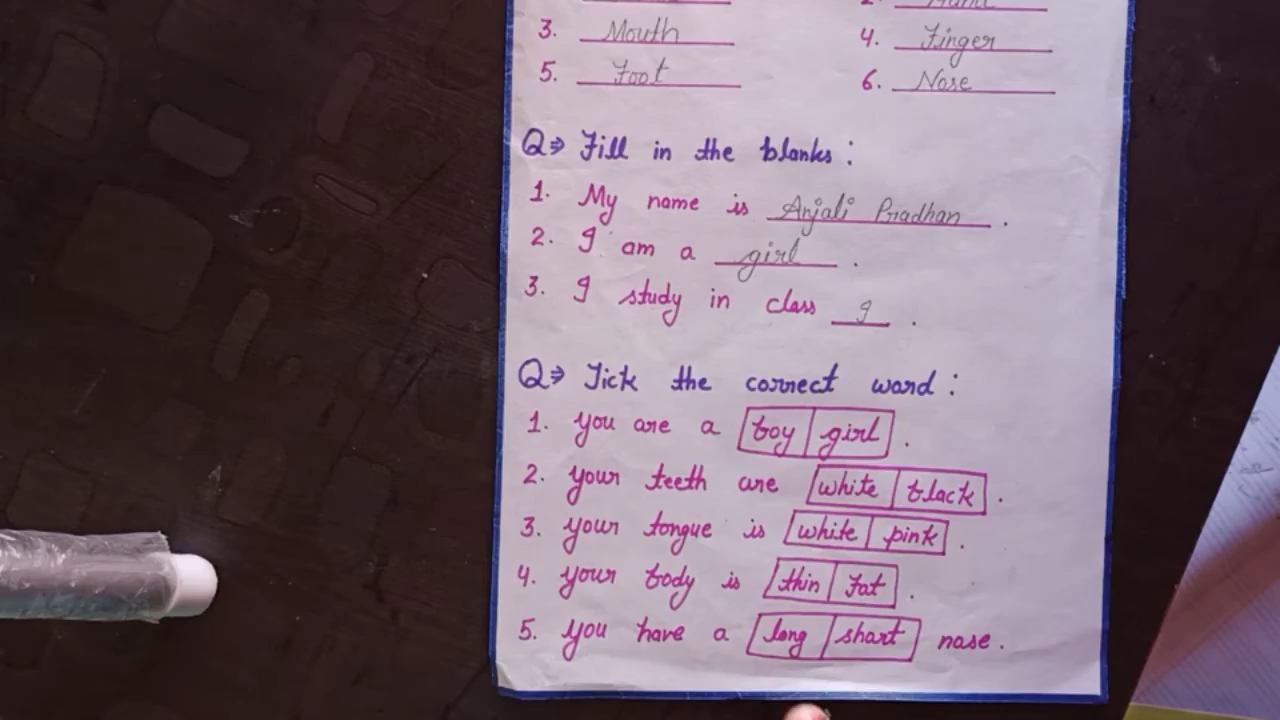 3. Mouth 4. Finger
5. Foot 6. Nose
Q⇒ Fill in the blanks :
1. My name is Anjali Pradhan .
2. I am a girl .
3. I study in class 9 .
Q⇒ Tick the correct word :
1. you are a boy girl .
2. your teeth are white black .
3. your tongue is white pink .
4. your body is thin fat .
5. you have a long short nose .